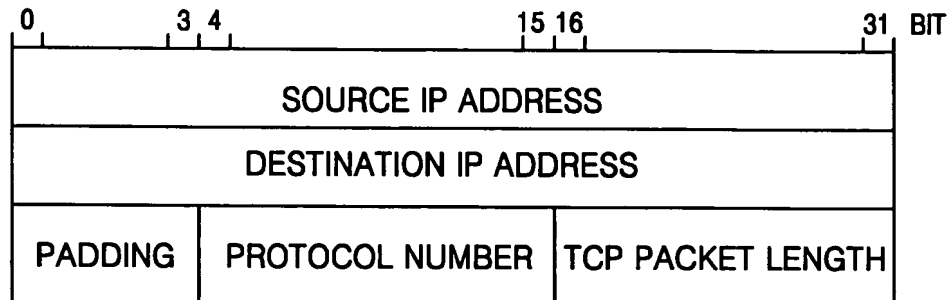 0 3 4 15 16 31 BIT
SOURCE IP ADDRESS
DESTINATION IP ADDRESS
PADDING PROTOCOL NUMBER TCP PACKET LENGTH